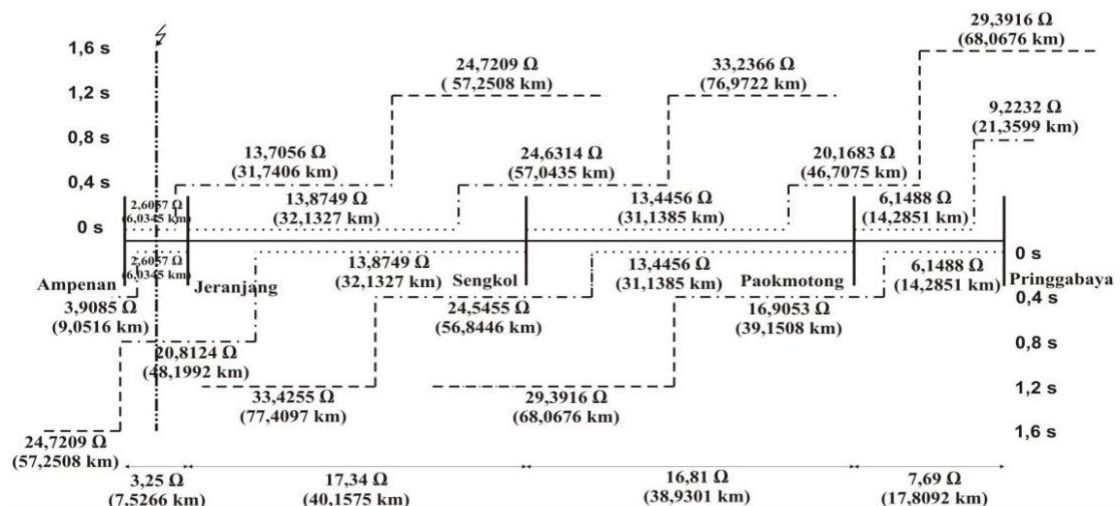 29,3916 Ω
(68,0676 km)
1,6 s
24,7209 Ω
( 57,2508 km)
33,2366 Ω
(76,9722 km)
1,2 s
9,2232 Ω
(21,3599 km)
0,8 s
13,7056 Ω
(31,7406 km)
24,6314 Ω
(57,0435 km)
20,1683 Ω
(46,7075 km)
0,4 s
2,6057 Ω
(6,0345 km)
13,8749 Ω
(32,1327 km)
13,4456 Ω
(31,1385 km)
6,1488 Ω
(14,2851 km)
0 s
2,6057 Ω
(6,0345 km)
13,8749 Ω
(32,1327 km)
13,4456 Ω
(31,1385 km)
6,1488 Ω
(14,2851 km)
0 s
Ampenan
Jeranjang
Sengkol
Paokmotong
Pringgabaya
3,9085 Ω
(9,0516 km)
24,5455 Ω
(56,8446 km)
16,9053 Ω
(39,1508 km)
0,4 s
20,8124 Ω
(48,1992 km)
0,8 s
33,4255 Ω
(77,4097 km)
29,3916 Ω
(68,0676 km)
1,2 s
24,7209 Ω
(57,2508 km)
1,6 s
3,25 Ω
(7,5266 km)
17,34 Ω
(40,1575 km)
16,81 Ω
(38,9301 km)
7,69 Ω
(17,8092 km)